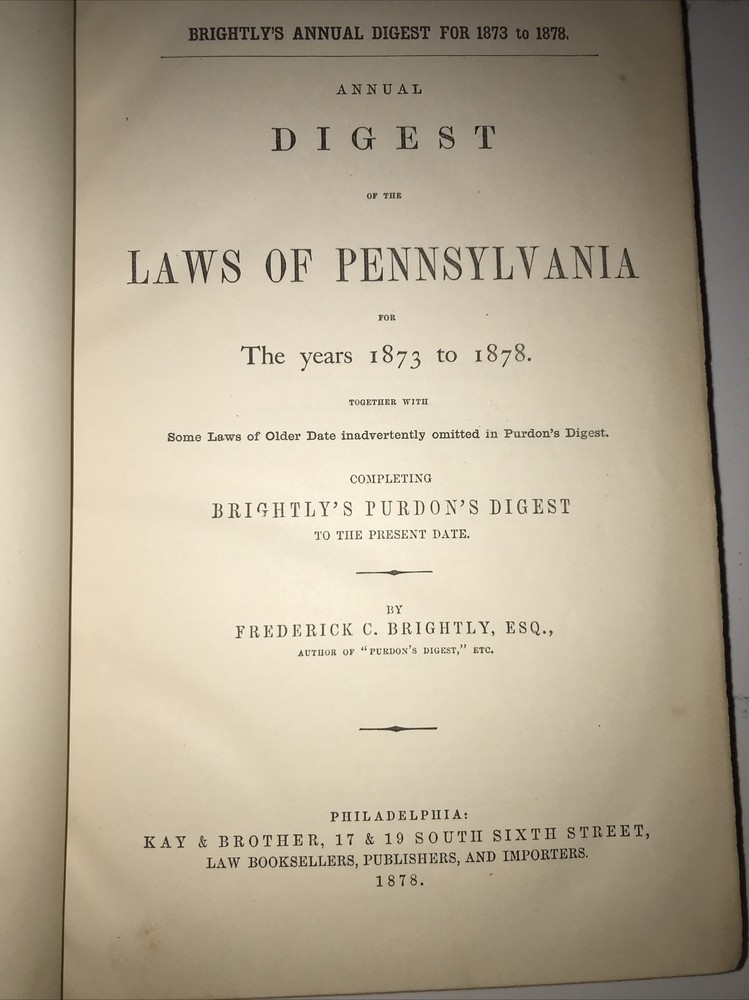 BRIGHTLY'S ANNUAL DIGEST FOR 1873 to 1878.
ANNUAL
DIGEST
OF THE
LAWS OF PENNSYLVANIA
FOR
The years 1873 to 1878.
TOGETHER WITH
Some Laws of Older Date inadvertently omitted in Purdon's Digest.
COMPLETING
BRIGHTLY'S PURDON'S DIGEST
TO THE PRESENT DATE.
BY
FREDERICK C. BRIGHTLY, ESQ.,
AUTHOR OF "PURDON'S DIGEST," ETC.
PHILADELPHIA:
KAY & BROTHER, 17 & 19 SOUTH SIXTH STREET,
LAW BOOKSELLERS, PUBLISHERS, AND IMPORTERS.
1878.